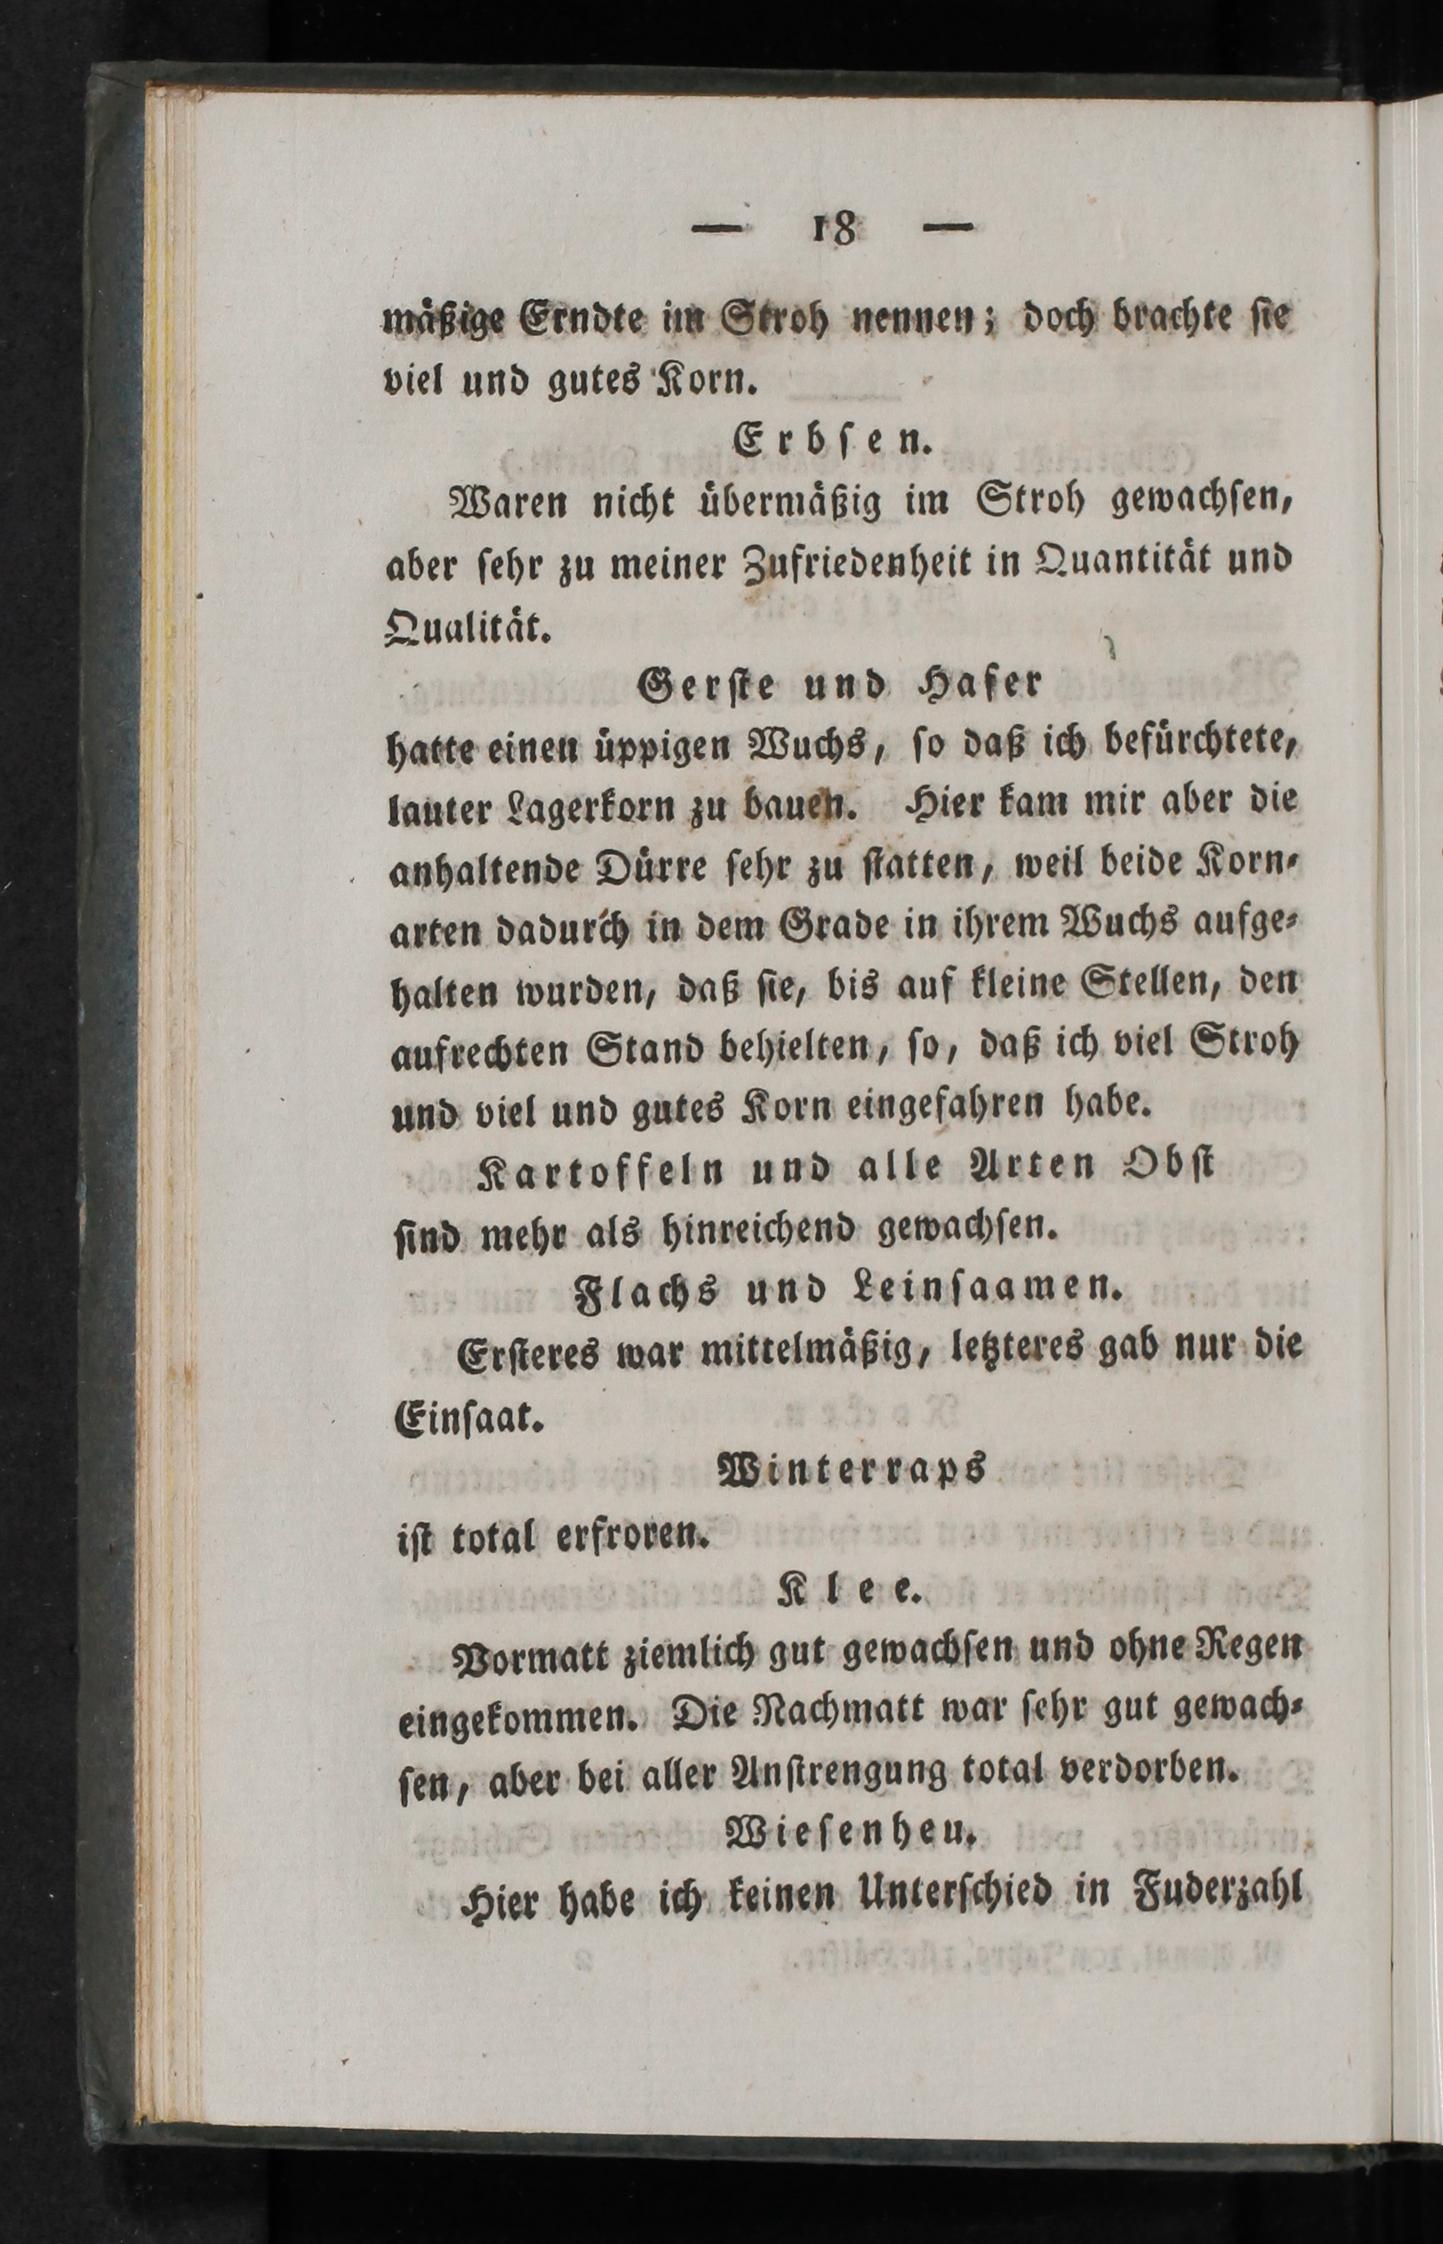 — 18 —
mäßige Erndte im Stroh nennen; doch brachte ſie
viel und gutes Korn.
Erbſen.
Waren nicht übermäßig im Stroh gewachſen,
aber ſehr zu meiner Zufriedenheit in Quantität und
Qualität.
Gerſte und Hafer
hatte einen üppigen Wuchs, ſo daß ich befürchtete,
lauter Lagerkorn zu bauen. Hier kam mir aber die
anhaltende Dürre ſehr zu ſtatten, weil beide Korn-
arten dadurch in dem Grade in ihrem Wuchs aufge-
halten wurden, daß ſie, bis auf kleine Stellen, den
aufrechten Stand behielten, ſo, daß ich viel Stroh
und viel und gutes Korn eingefahren habe.
Kartoffeln und alle Arten Obſt
ſind mehr als hinreichend gewachſen.
Flachs und Leinſaamen.
Erſteres war mittelmäßig, letzteres gab nur die
Einſaat.
Winterraps
iſt total erfroren.
Klee.
Vormatt ziemlich gut gewachſen und ohne Regen
eingekommen. Die Nachmatt war ſehr gut gewach-
ſen, aber bei aller Anſtrengung total verdorben.
Wieſenheu.
Hier habe ich keinen Unterſchied in Fuderzahl